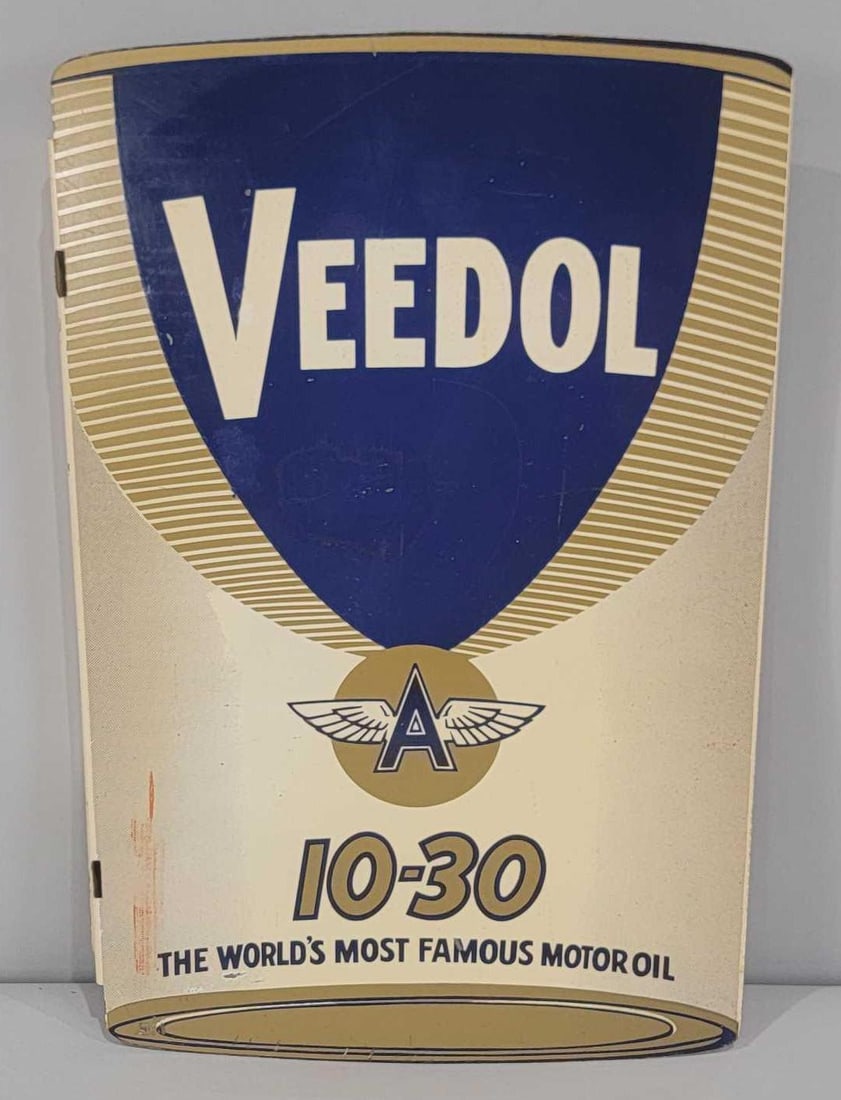 VEEDOL
A
10-30
THE WORLD'S MOST FAMOUS MOTOR OIL